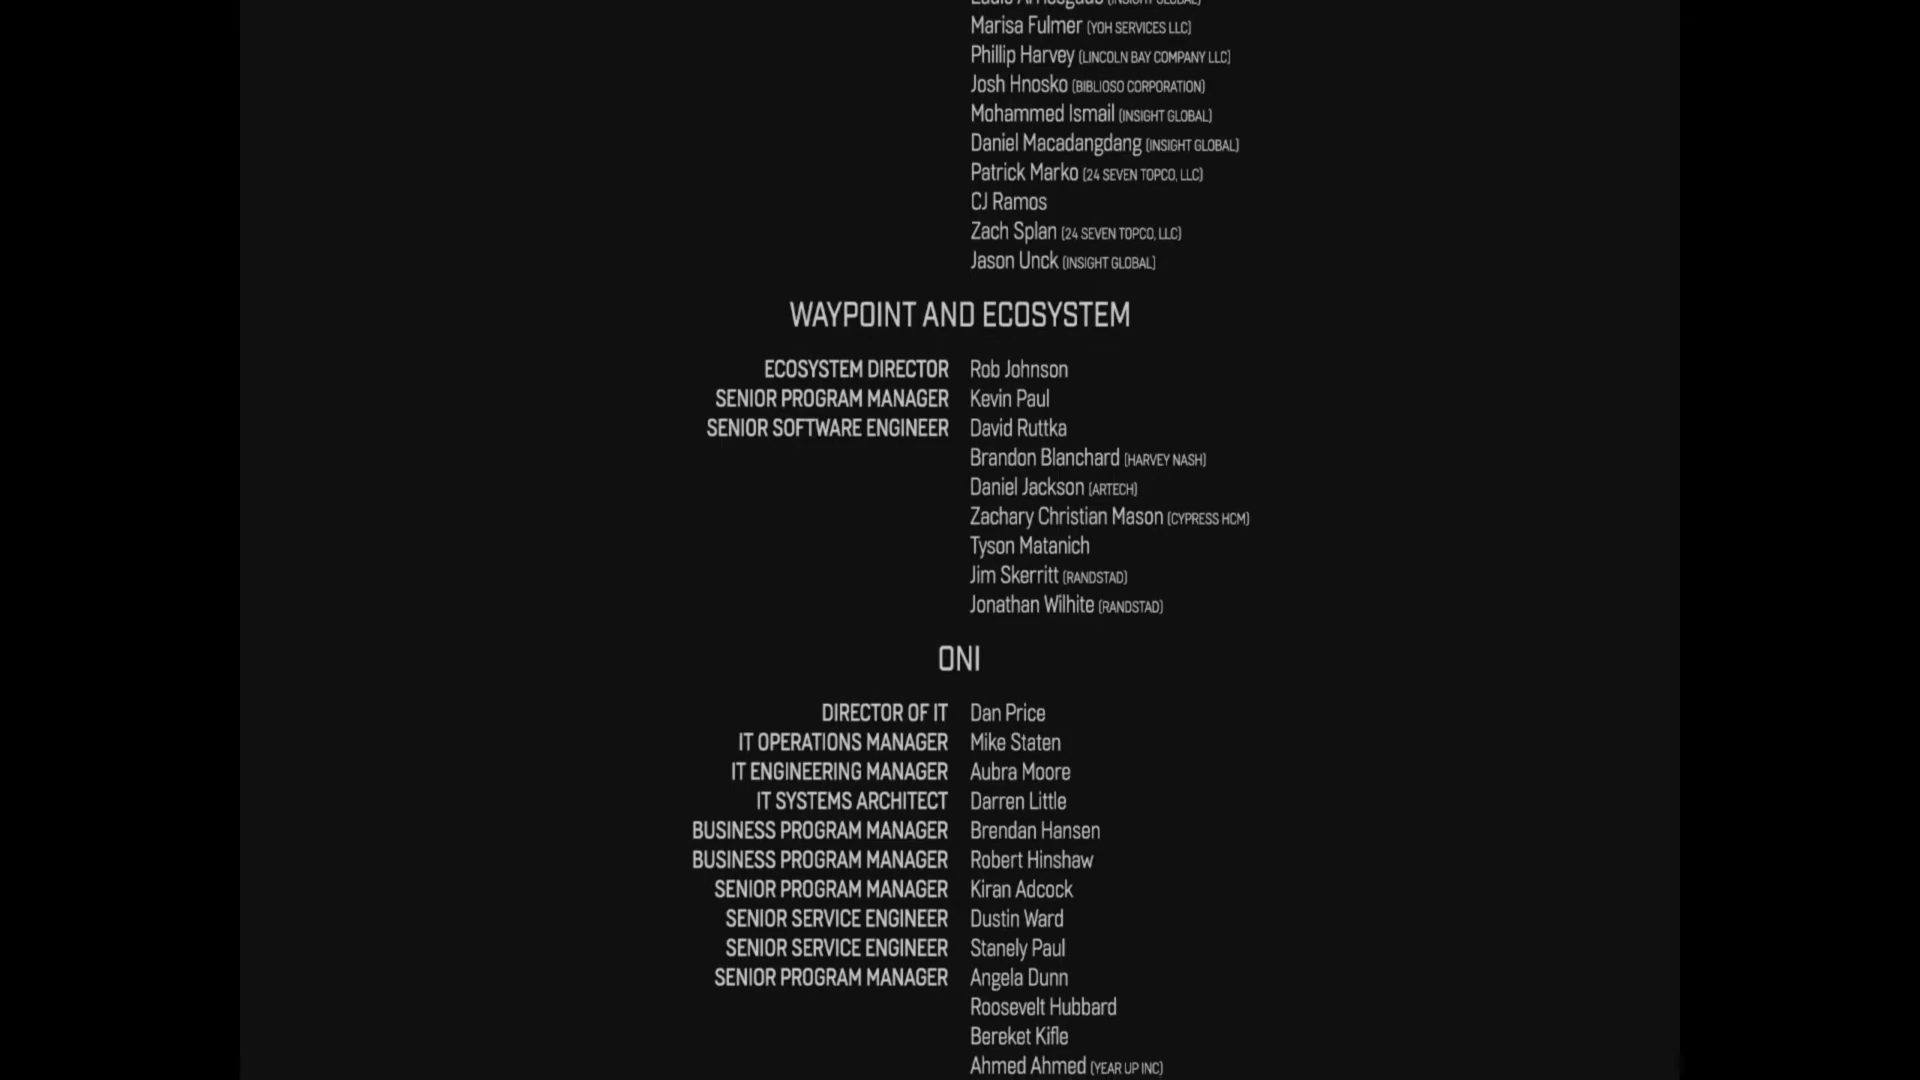 Marisa Fulmer (YOH SERVICES LLC)
Phillip Harvey (LINCOLN BAY COMPANY LLC)
Josh Hnosko (BIBLIOSO CORPORATION)
Mohammed Ismail (INSIGHT GLOBAL)
Daniel Macadangdang (INSIGHT GLOBAL)
Patrick Marko (24 SEVEN TOPCO, LLC)
CJ Ramos
Zach Splan (24 SEVEN TOPCO, LLC)
Jason Unck (INSIGHT GLOBAL)
WAYPOINT AND ECOSYSTEM
ECOSYSTEM DIRECTOR Rob Johnson
SENIOR PROGRAM MANAGER Kevin Paul
SENIOR SOFTWARE ENGINEER David Ruttka
Brandon Blanchard (HARVEY NASH)
Daniel Jackson (ARTECH)
Zachary Christian Mason (CYPRESS HCM)
Tyson Matanich
Jim Skerritt (RANDSTAD)
Jonathan Wilhite (RANDSTAD)
ONI
DIRECTOR OF IT Dan Price
IT OPERATIONS MANAGER Mike Staten
IT ENGINEERING MANAGER Aubra Moore
IT SYSTEMS ARCHITECT Darren Little
BUSINESS PROGRAM MANAGER Brendan Hansen
BUSINESS PROGRAM MANAGER Robert Hinshaw
SENIOR PROGRAM MANAGER Kiran Adcock
SENIOR SERVICE ENGINEER Dustin Ward
SENIOR SERVICE ENGINEER Stanely Paul
SENIOR PROGRAM MANAGER Angela Dunn
Roosevelt Hubbard
Bereket Kifle
Ahmed Ahmed (YEAR UP INC)